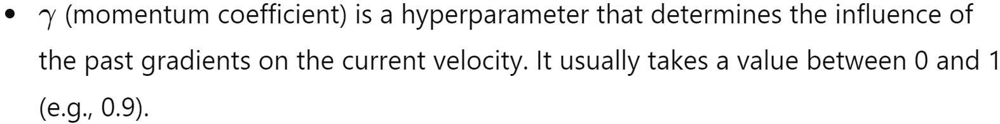 • γ (momentum coefficient) is a hyperparameter that determines the influence of
the past gradients on the current velocity. It usually takes a value between 0 and 1
(e.g., 0.9).